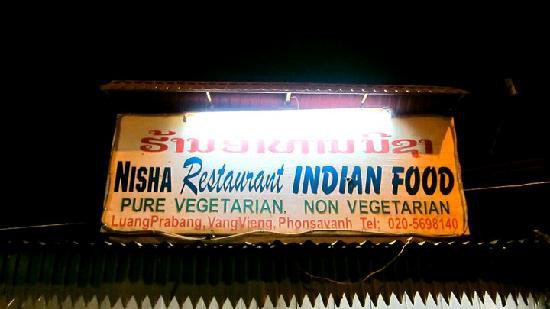 ຮ້ານອາຫານນິຊາ
NISHA Restaurant INDIAN FOOD
PURE VEGETARIAN, NON VEGETARIAN
LuangPrabang, VangVieng, Phonsavanh Tel; 020-5698140